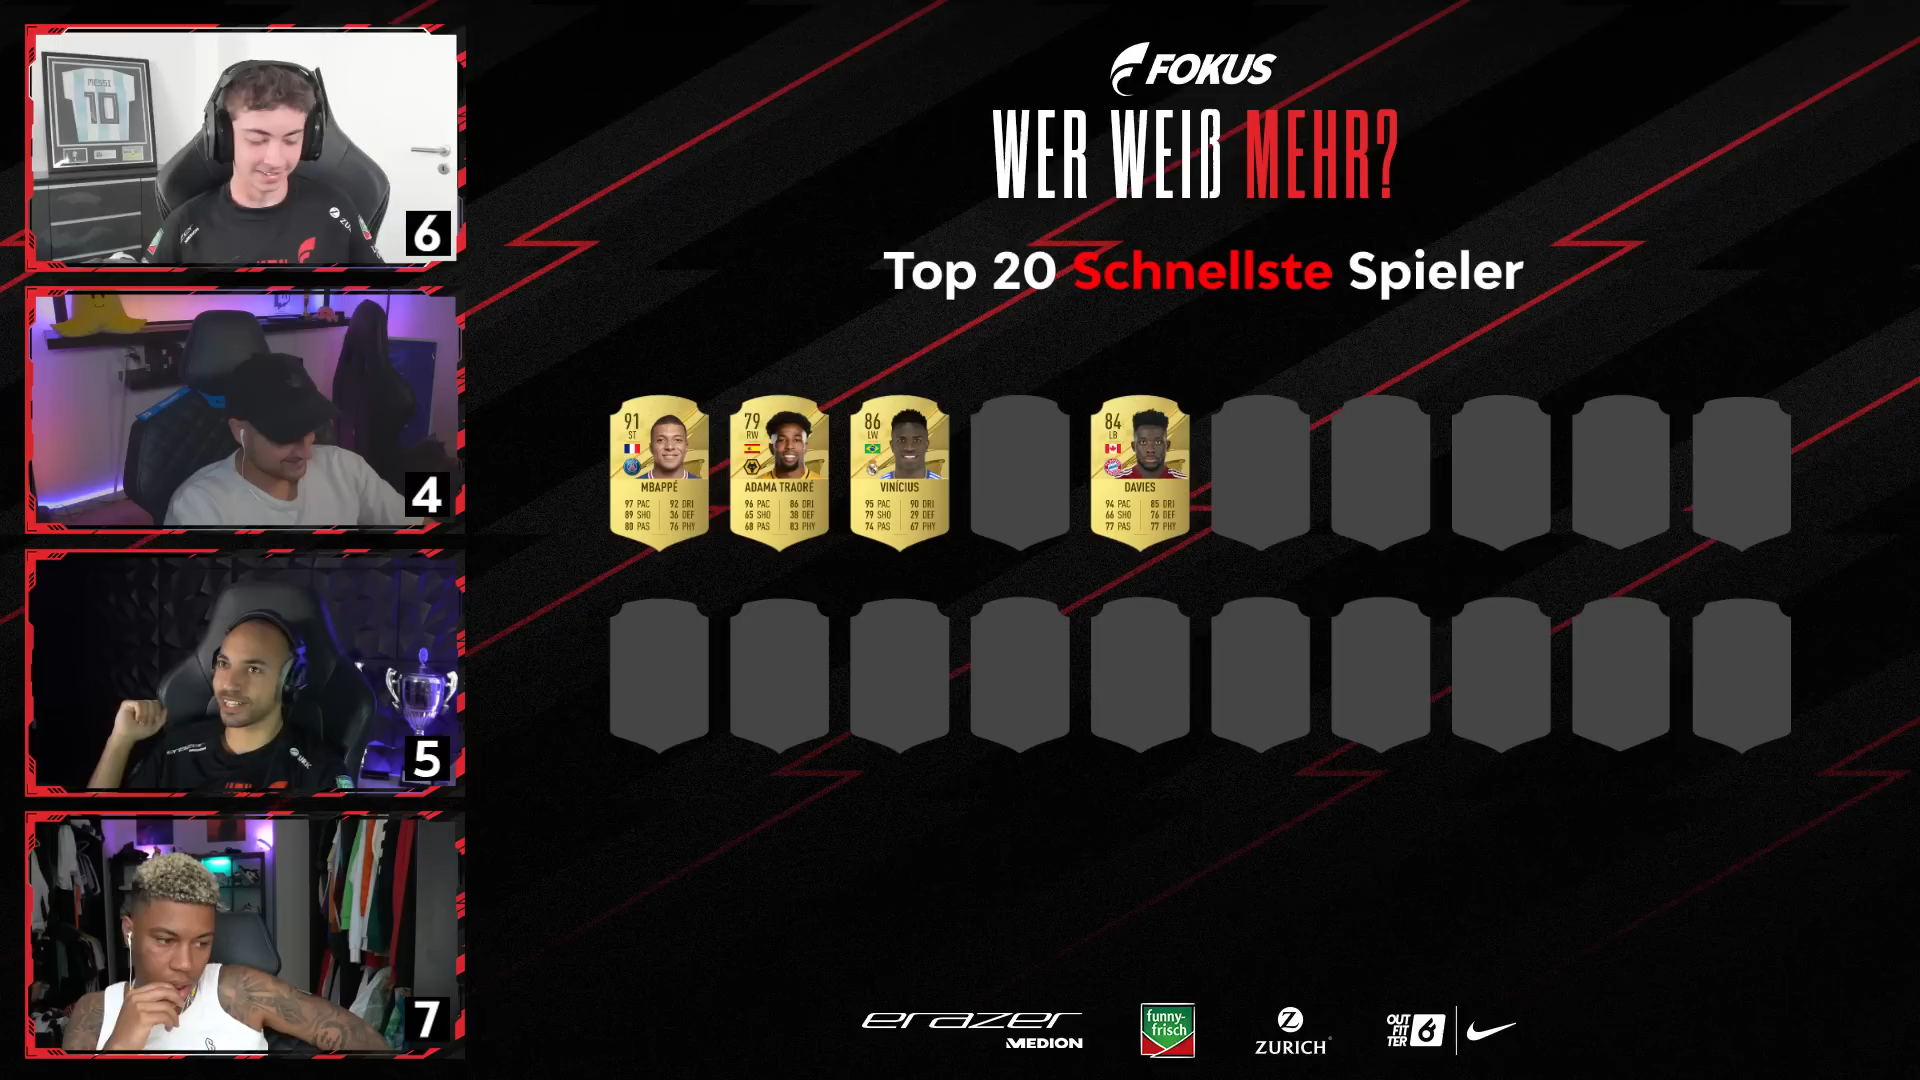 MESSI
10
6
4
5
7
FOKUS
WER WEIß MEHR?
Top 20 Schnellste Spieler
91
ST
MBAPPÉ
97 PAC 92 DRI
89 SHO 36 DEF
80 PAS 76 PHY
79
RW
ADAMA TRAORÉ
96 PAC 86 DRI
65 SHO 38 DEF
68 PAS 83 PHY
86
LW
VINÍCIUS
95 PAC 90 DRI
79 SHO 29 DEF
74 PAS 67 PHY
84
LB
DAVIES
94 PAC 85 DRI
66 SHO 76 DEF
77 PAS 77 PHY
erazer
MEDION
funny-
frisch
Z
ZURICH
OUT
FIT
TER
6